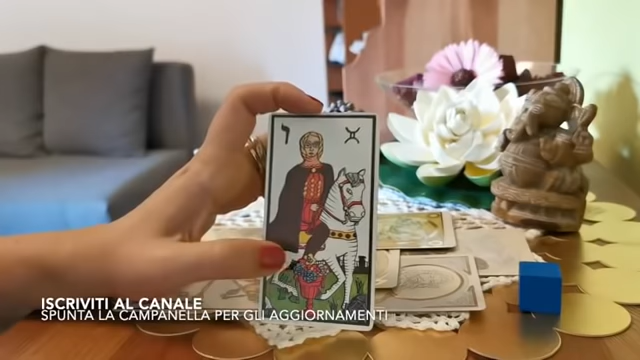 ISCRIVITI AL CANALE
SPUNTA LA CAMPANELLA PER GLI AGGIORNAMENTI